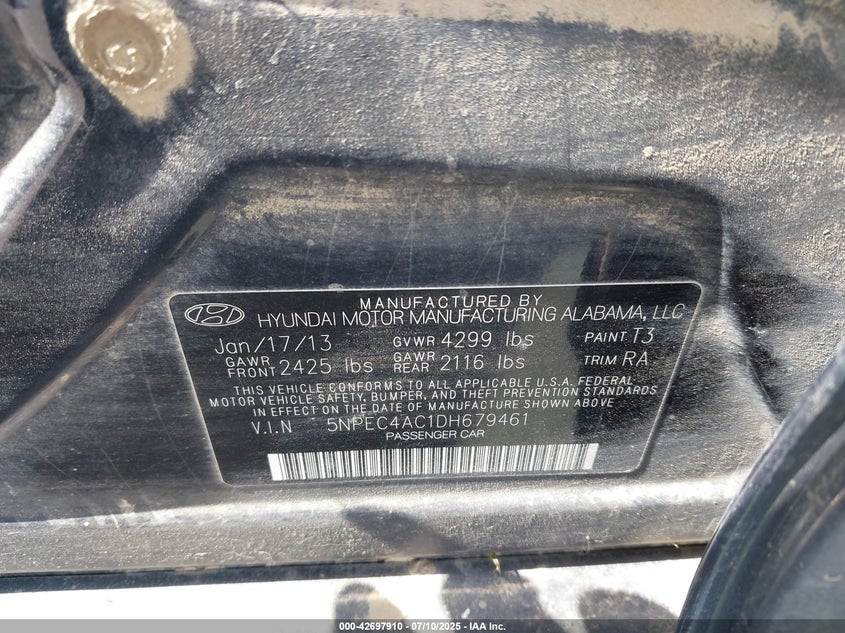 MANUFACTURED BY
HYUNDAI MOTOR MANUFACTURING ALABAMA, LLC
Jan/17/13 GVWR 4299 lbs PAINT T3
GAWR FRONT 2425 lbs GAWR REAR 2116 lbs TRIM RA
THIS VEHICLE CONFORMS TO ALL APPLICABLE U.S.A. FEDERAL
MOTOR VEHICLE SAFETY, BUMPER, AND THEFT PREVENTION STANDARDS
IN EFFECT ON THE DATE OF MANUFACTURE SHOWN ABOVE
V.I.N 5NPEC4AC1DH679461
PASSENGER CAR
000-42697910 - 07/10/2025 - IAA Inc.